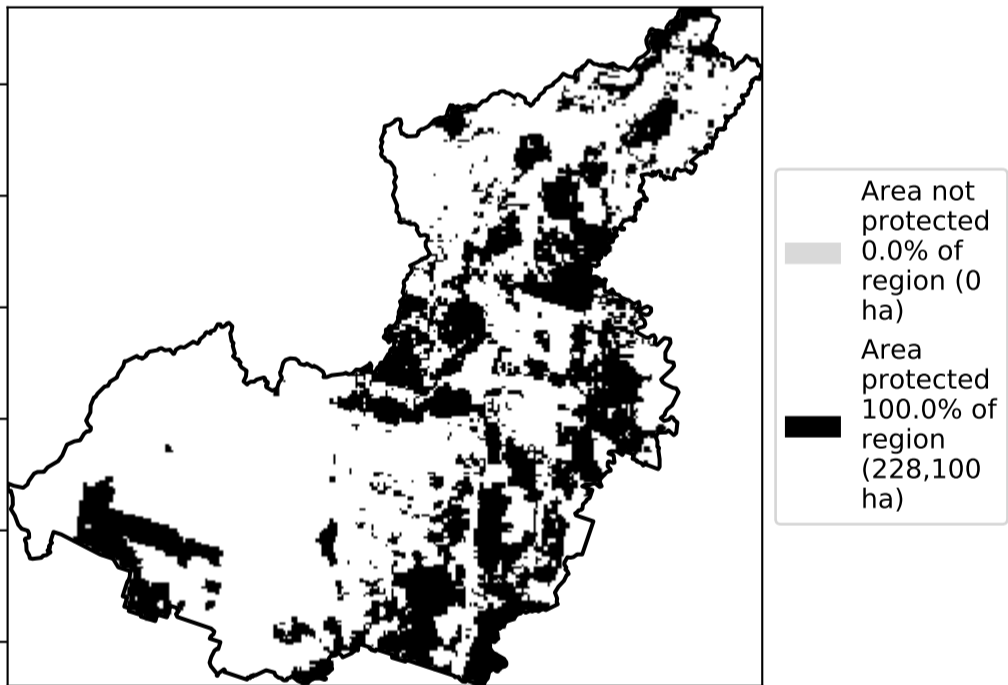 Area not
protected
0.0% of
region (0
ha)
Area
protected
100.0% of
region
(228,100
ha)